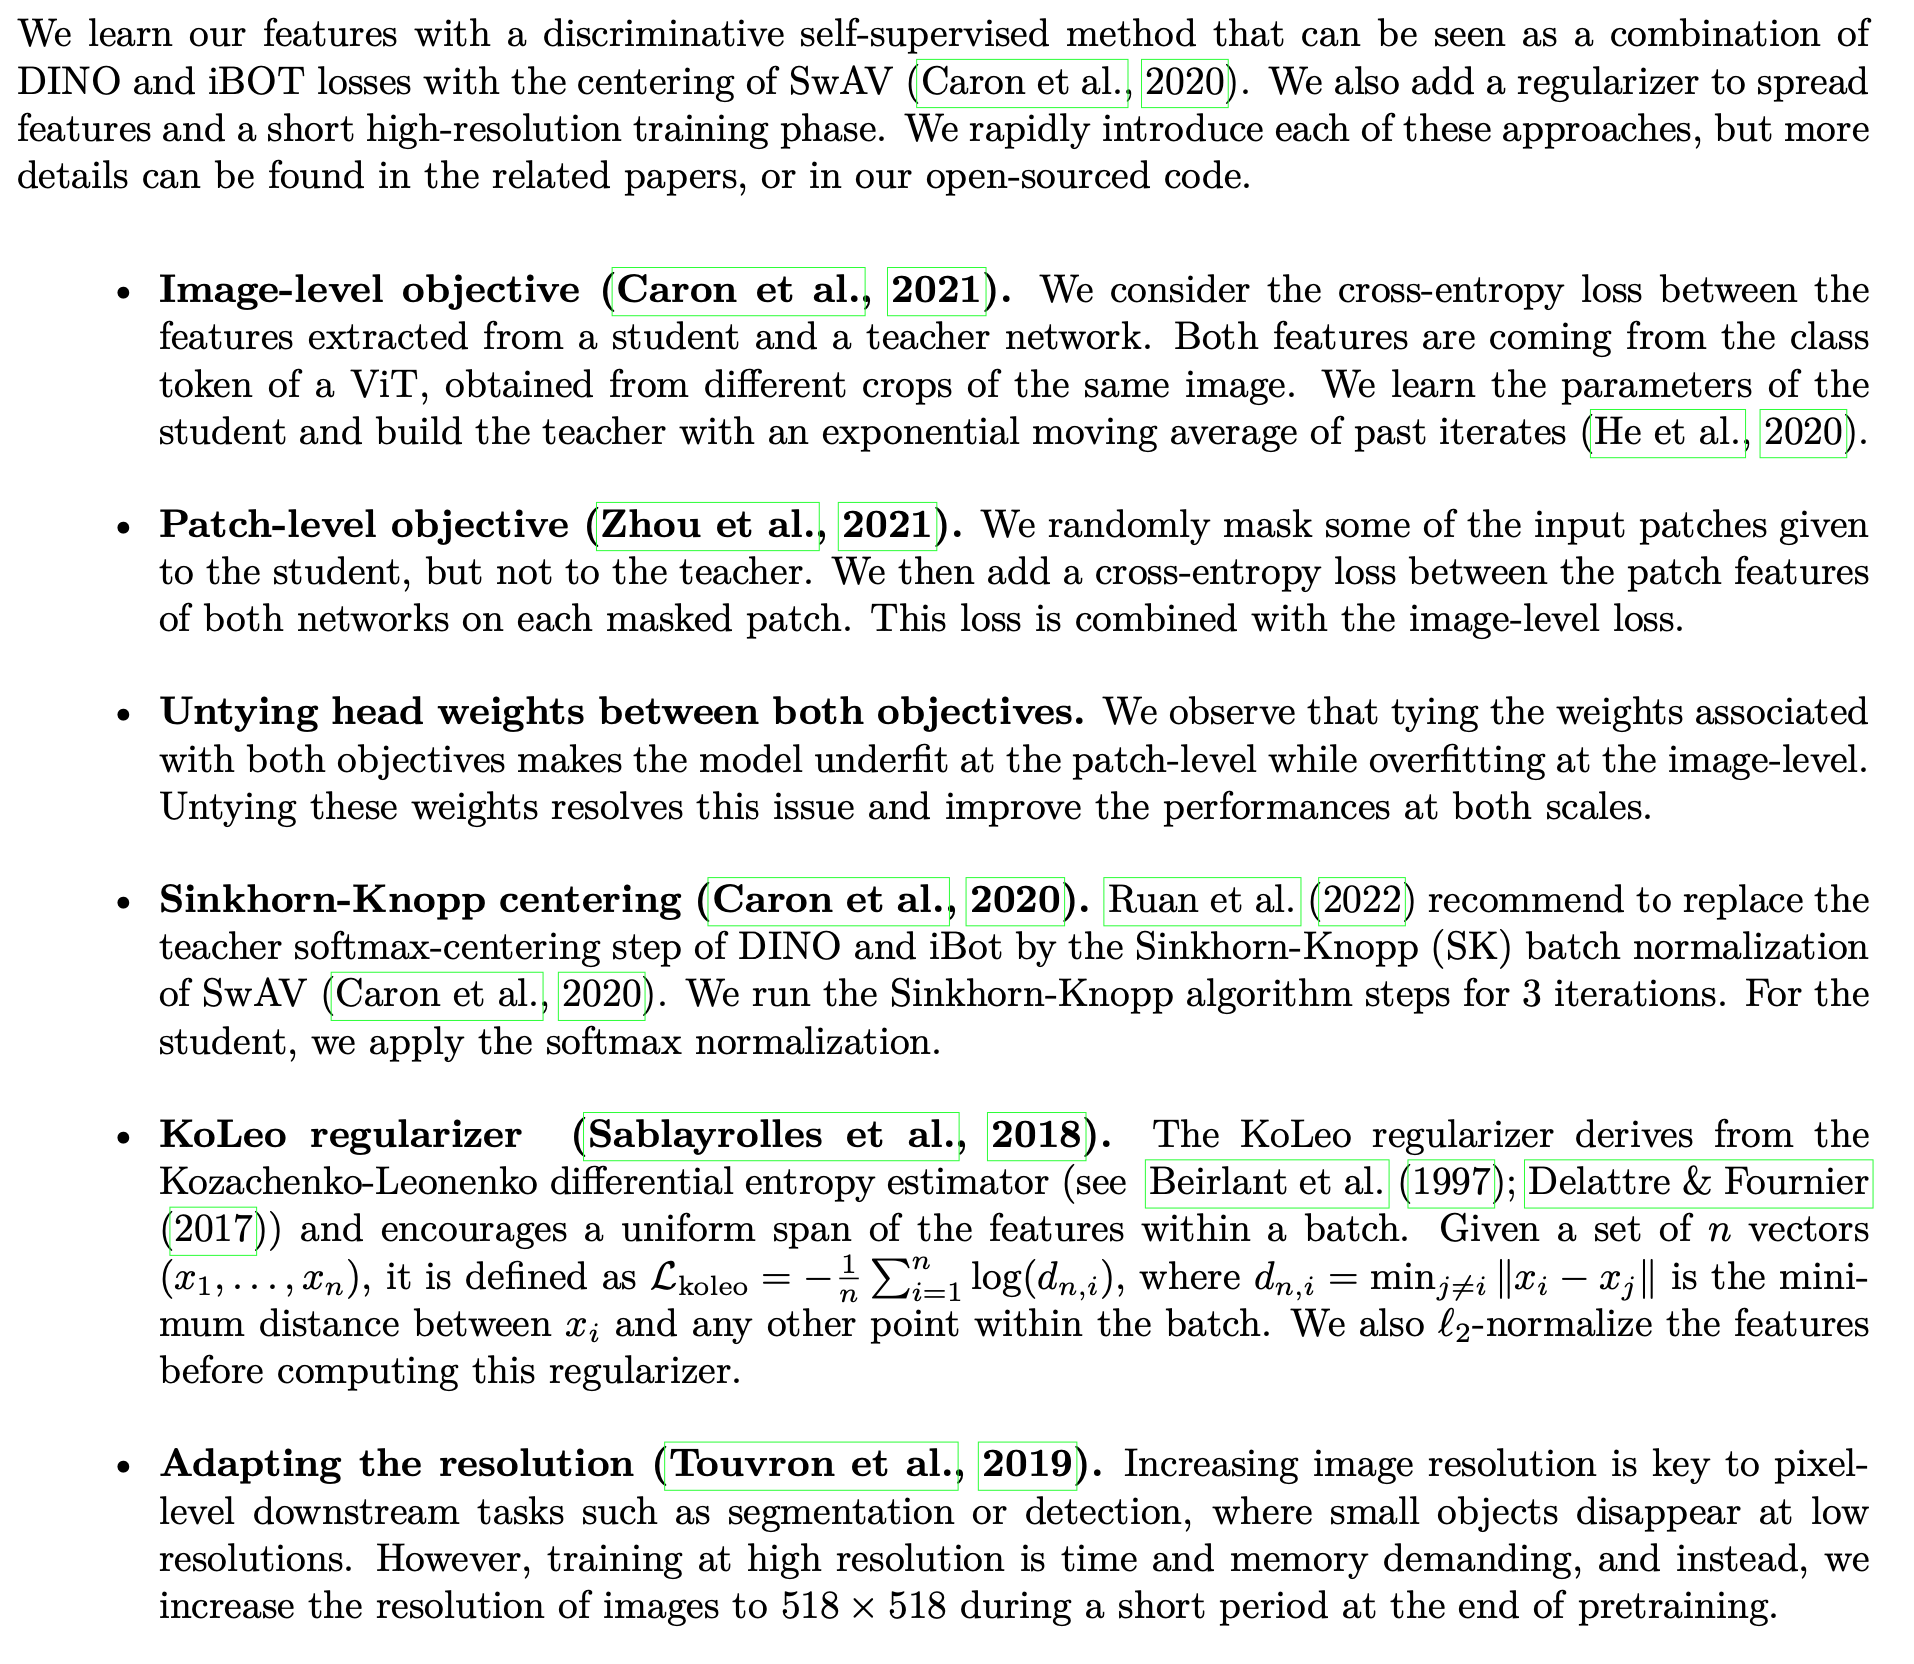 We learn our features with a discriminative self-supervised method that can be seen as a combination of
DINO and iBOT losses with the centering of SwAV (Caron et al., 2020). We also add a regularizer to spread
features and a short high-resolution training phase. We rapidly introduce each of these approaches, but more
details can be found in the related papers, or in our open-sourced code.
• Image-level objective (Caron et al., 2021). We consider the cross-entropy loss between the
features extracted from a student and a teacher network. Both features are coming from the class
token of a ViT, obtained from different crops of the same image. We learn the parameters of the
student and build the teacher with an exponential moving average of past iterates (He et al., 2020).
• Patch-level objective (Zhou et al., 2021). We randomly mask some of the input patches given
to the student, but not to the teacher. We then add a cross-entropy loss between the patch features
of both networks on each masked patch. This loss is combined with the image-level loss.
• Untying head weights between both objectives. We observe that tying the weights associated
with both objectives makes the model underfit at the patch-level while overfitting at the image-level.
Untying these weights resolves this issue and improve the performances at both scales.
• Sinkhorn-Knopp centering (Caron et al., 2020). Ruan et al. (2022) recommend to replace the
teacher softmax-centering step of DINO and iBot by the Sinkhorn-Knopp (SK) batch normalization
of SwAV (Caron et al., 2020). We run the Sinkhorn-Knopp algorithm steps for 3 iterations. For the
student, we apply the softmax normalization.
• KoLeo regularizer (Sablayrolles et al., 2018). The KoLeo regularizer derives from the
Kozachenko-Leonenko differential entropy estimator (see Beirlant et al. (1997); Delattre & Fournier
(2017)) and encourages a uniform span of the features within a batch. Given a set of n vectors
(x₁, . . . , xₙ), it is defined as ℒ_koleo = −1/n ∑ⁿᵢ₌₁ log(d_{n,i}), where d_{n,i} = min_{j≠i} ‖xᵢ − xⱼ‖ is the mini-
mum distance between xᵢ and any other point within the batch. We also ℓ₂-normalize the features
before computing this regularizer.
• Adapting the resolution (Touvron et al., 2019). Increasing image resolution is key to pixel-
level downstream tasks such as segmentation or detection, where small objects disappear at low
resolutions. However, training at high resolution is time and memory demanding, and instead, we
increase the resolution of images to 518 × 518 during a short period at the end of pretraining.